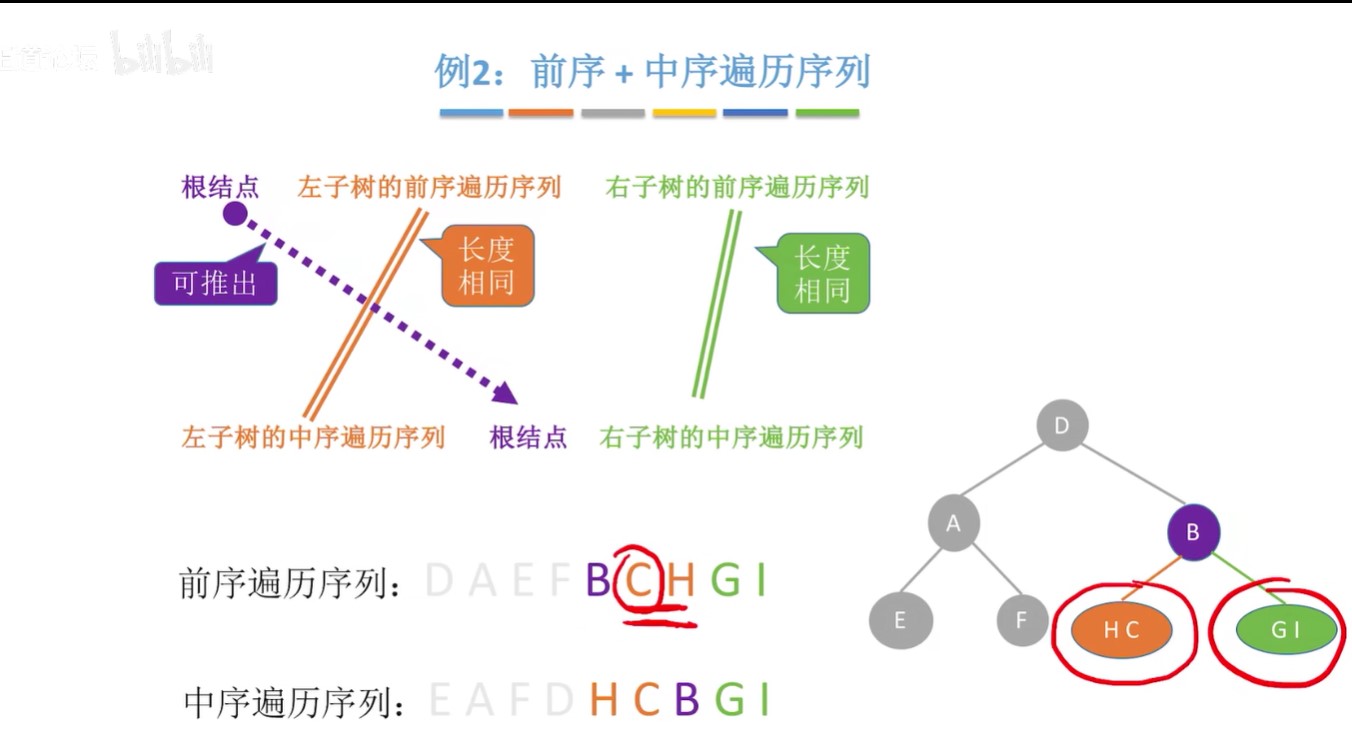 bilibili
例2：前序 + 中序遍历序列
根结点 左子树的前序遍历序列 右子树的前序遍历序列
可推出
长度
相同
长度
相同
左子树的中序遍历序列 根结点 右子树的中序遍历序列
D
A
B
E
F
H C
G I
前序遍历序列： D A E F B C H G I
中序遍历序列： E A F D H C B G I